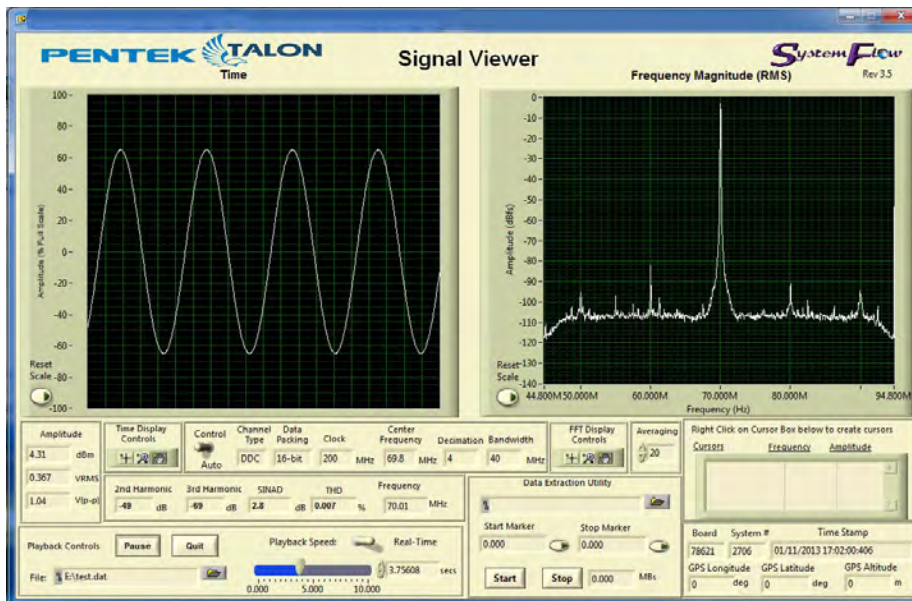 PENTEK TALON
Signal Viewer
SystemFlow
Rev 3.5
Time
Frequency Magnitude (RMS)
100
80
60
40
20
0
-20
-40
-60
-80
-100
Amplitude (% Full Scale)
Reset Scale
0
-10
-20
-30
-40
-50
-60
-70
-80
-90
-100
-110
-120
-130
-140
Amplitude (dBfs)
Reset Scale
44.800M 50.000M 60.000M 70.000M 80.000M 94.800M
Frequency (Hz)
Amplitude
4.31 dBm
0.367 VRMS
1.04 V(p-p)
Time Display Controls
Control
Auto
Channel Type
DDC
Data Packing
16-bit
Clock
200 MHz
Center Frequency
69.8 MHz
Decimation
4
Bandwidth
40 MHz
FFT Display Controls
Averaging
20
Right Click on Cursor Box below to create cursors
Cursors Frequency Amplitude
2nd Harmonic
-49 dB
3rd Harmonic
-69 dB
SINAD
2.8 dB
THD
0.007 %
Frequency
70.01 MHz
Data Extraction Utility
Start Marker
0.000
Stop Marker
0.000
Start Stop 0.000 MBs
Playback Controls Pause Quit
Playback Speed: Real-Time
0.000 5.000 10.000
3.75608 secs
File: E:\test.dat
Board System # Time Stamp
78621 2706 01/11/2013 17:02:00:406
GPS Longitude GPS Latitude GPS Altitude
0 deg 0 deg 0 m